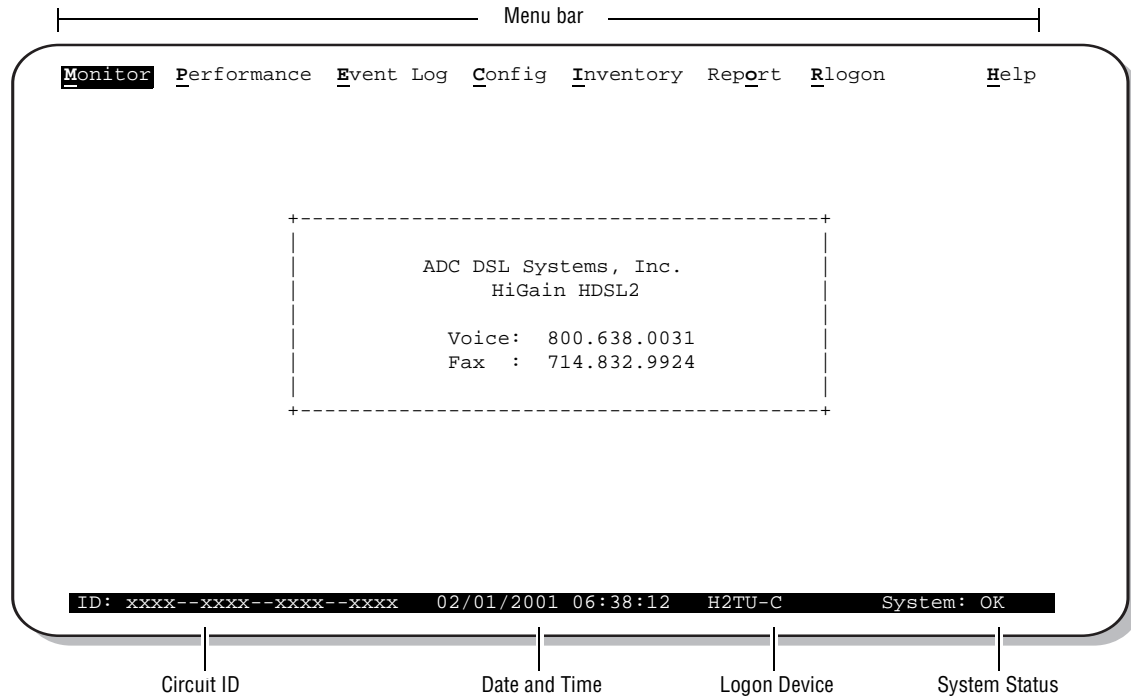 Menu bar
Monitor Performance Event Log Config Inventory Report Rlogon Help
ADC DSL Systems, Inc.
HiGain HDSL2
Voice: 800.638.0031
Fax : 714.832.9924
ID: xxxx--xxxx--xxxx--xxxx 02/01/2001 06:38:12 H2TU-C System: OK
Circuit ID Date and Time Logon Device System Status